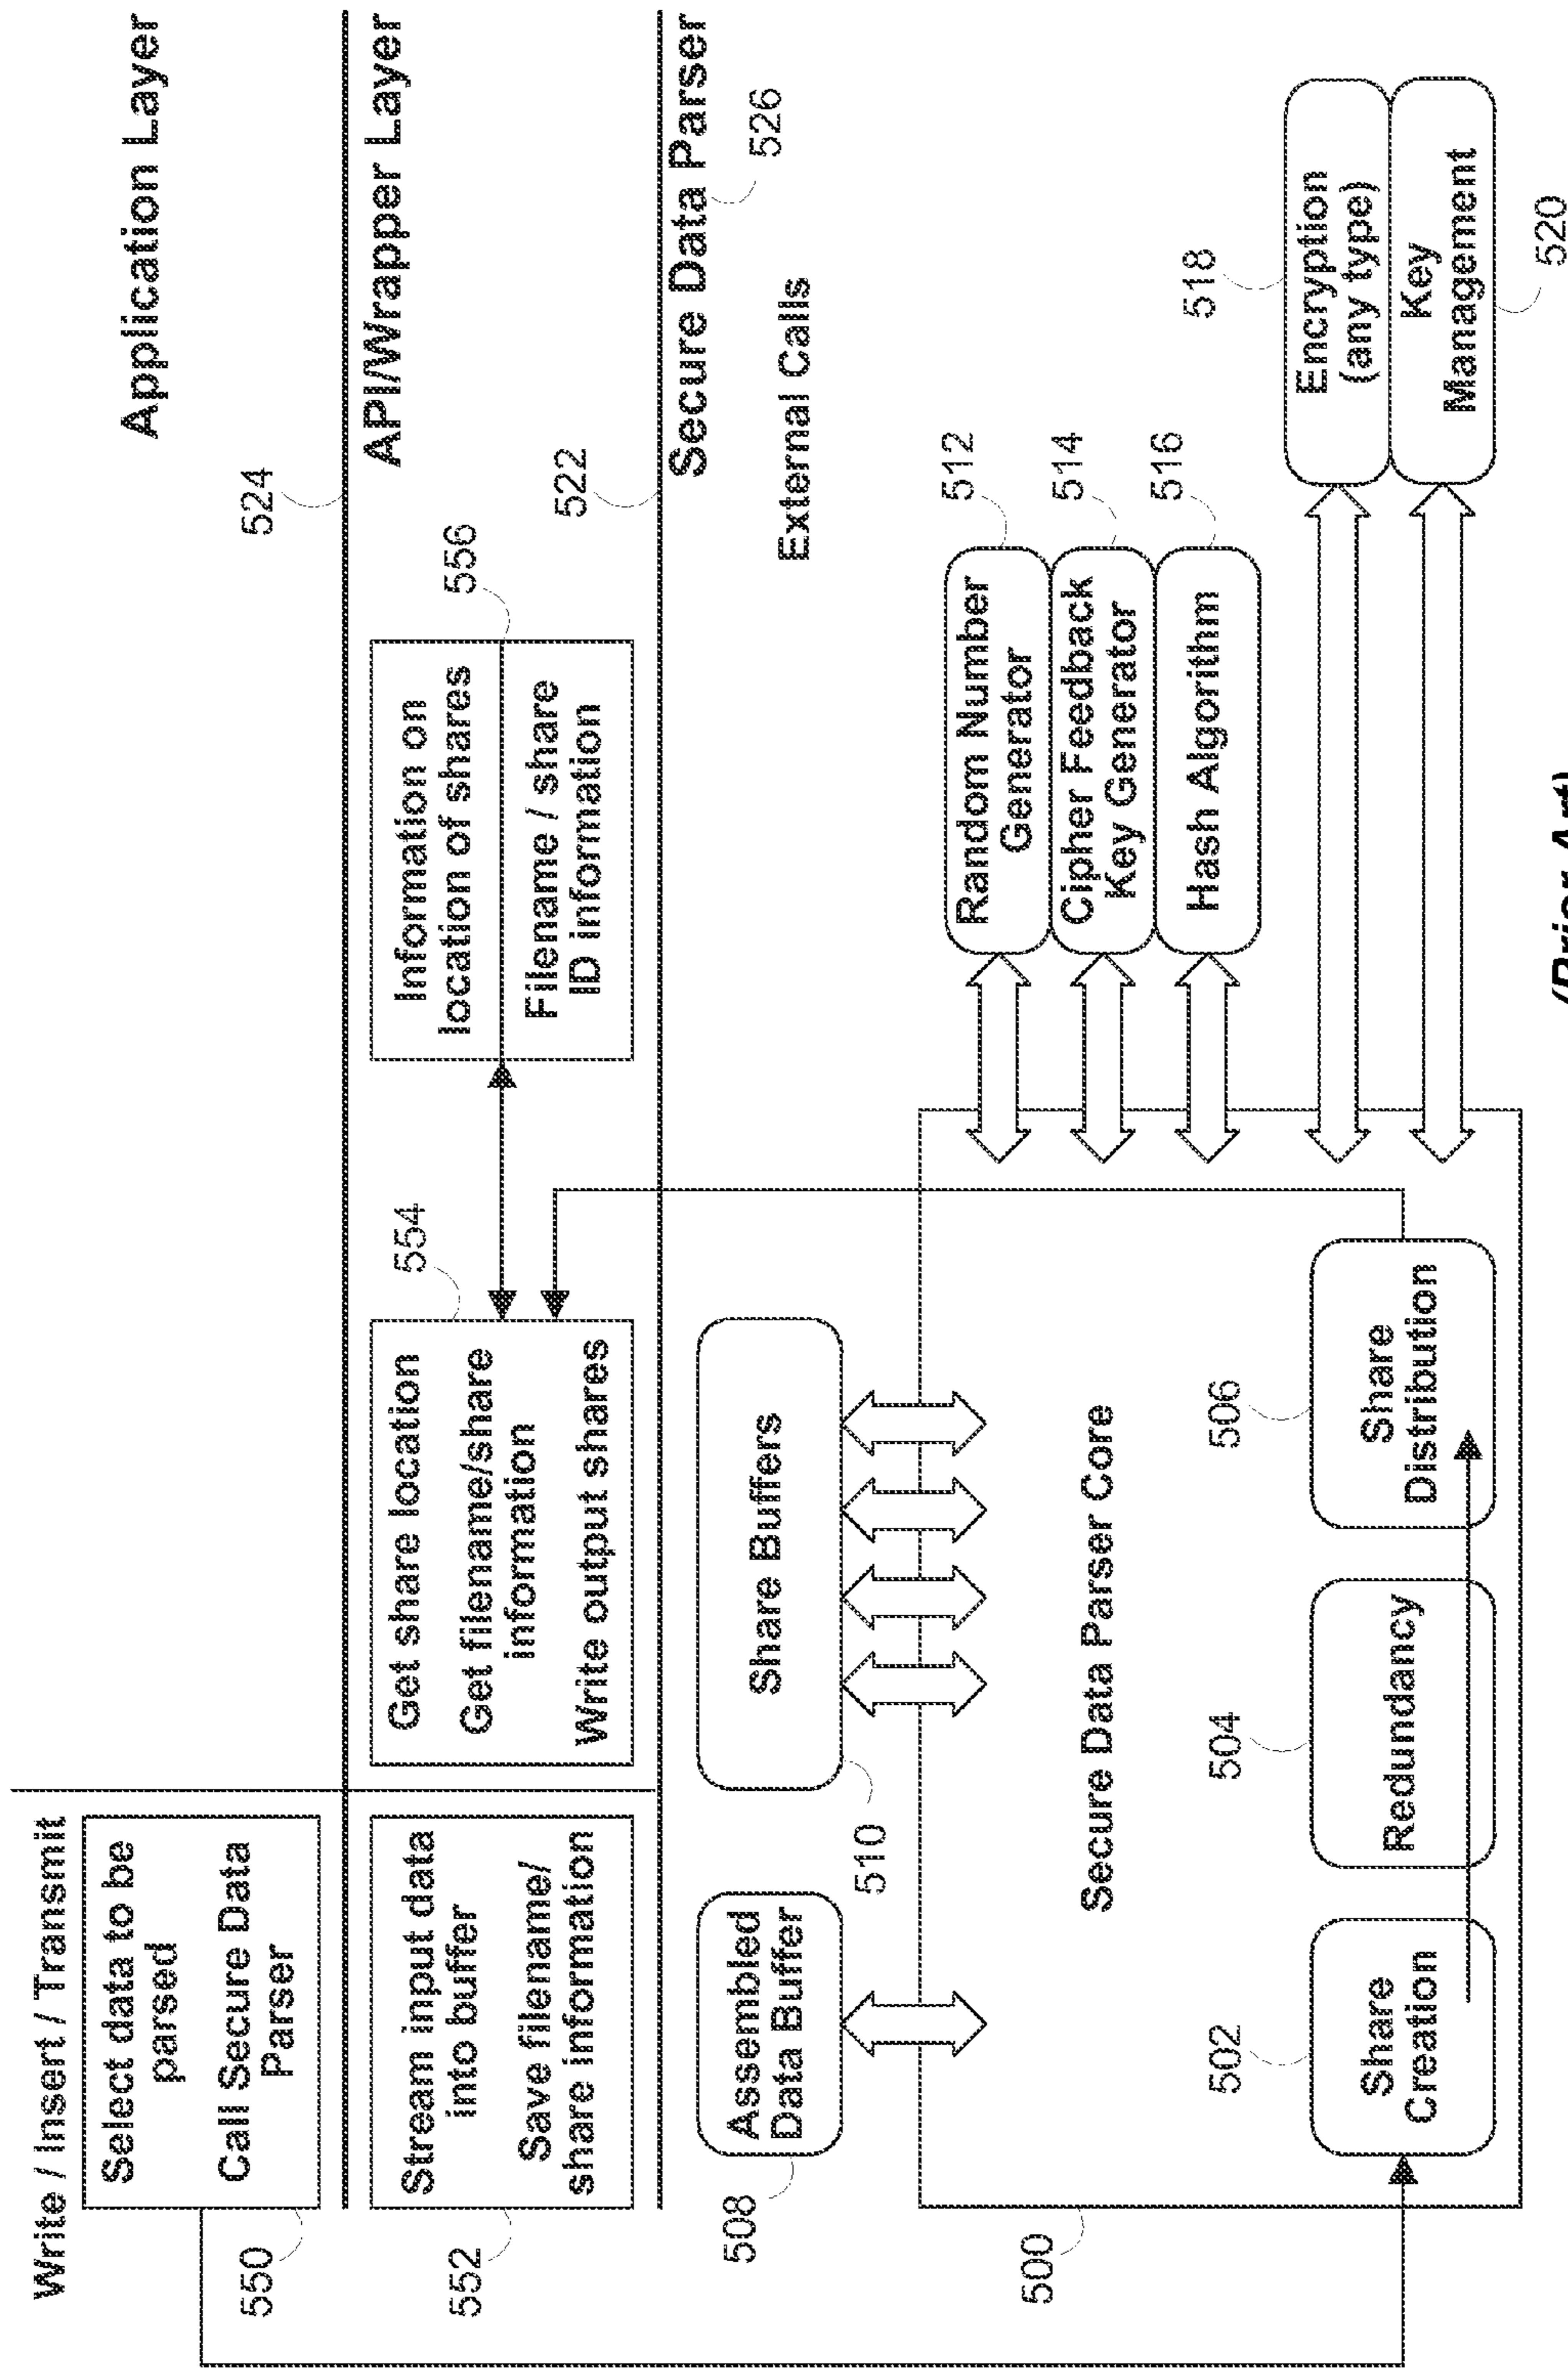 Write / Insert / Transmit
Application Layer
Select data to be
parsed
Call Secure Data
Parser
550
524
API/Wrapper Layer
Stream input data
into buffer
Save filename/
share information
552
Get share location
Get filename/share
information
Write output shares
554
Information on
location of shares
Filename / share
ID information
556
522
Secure Data Parser
526
External Calls
Assembled
Data Buffer
508
Share Buffers
510
Random Number
Generator
512
Cipher Feedback
Key Generator
514
Hash Algorithm
516
500
Secure Data Parser Core
502
Share
Creation
504
Redundancy
506
Share
Distribution
518
Encryption
(any type)
Key
Management
520
(Prior Art)